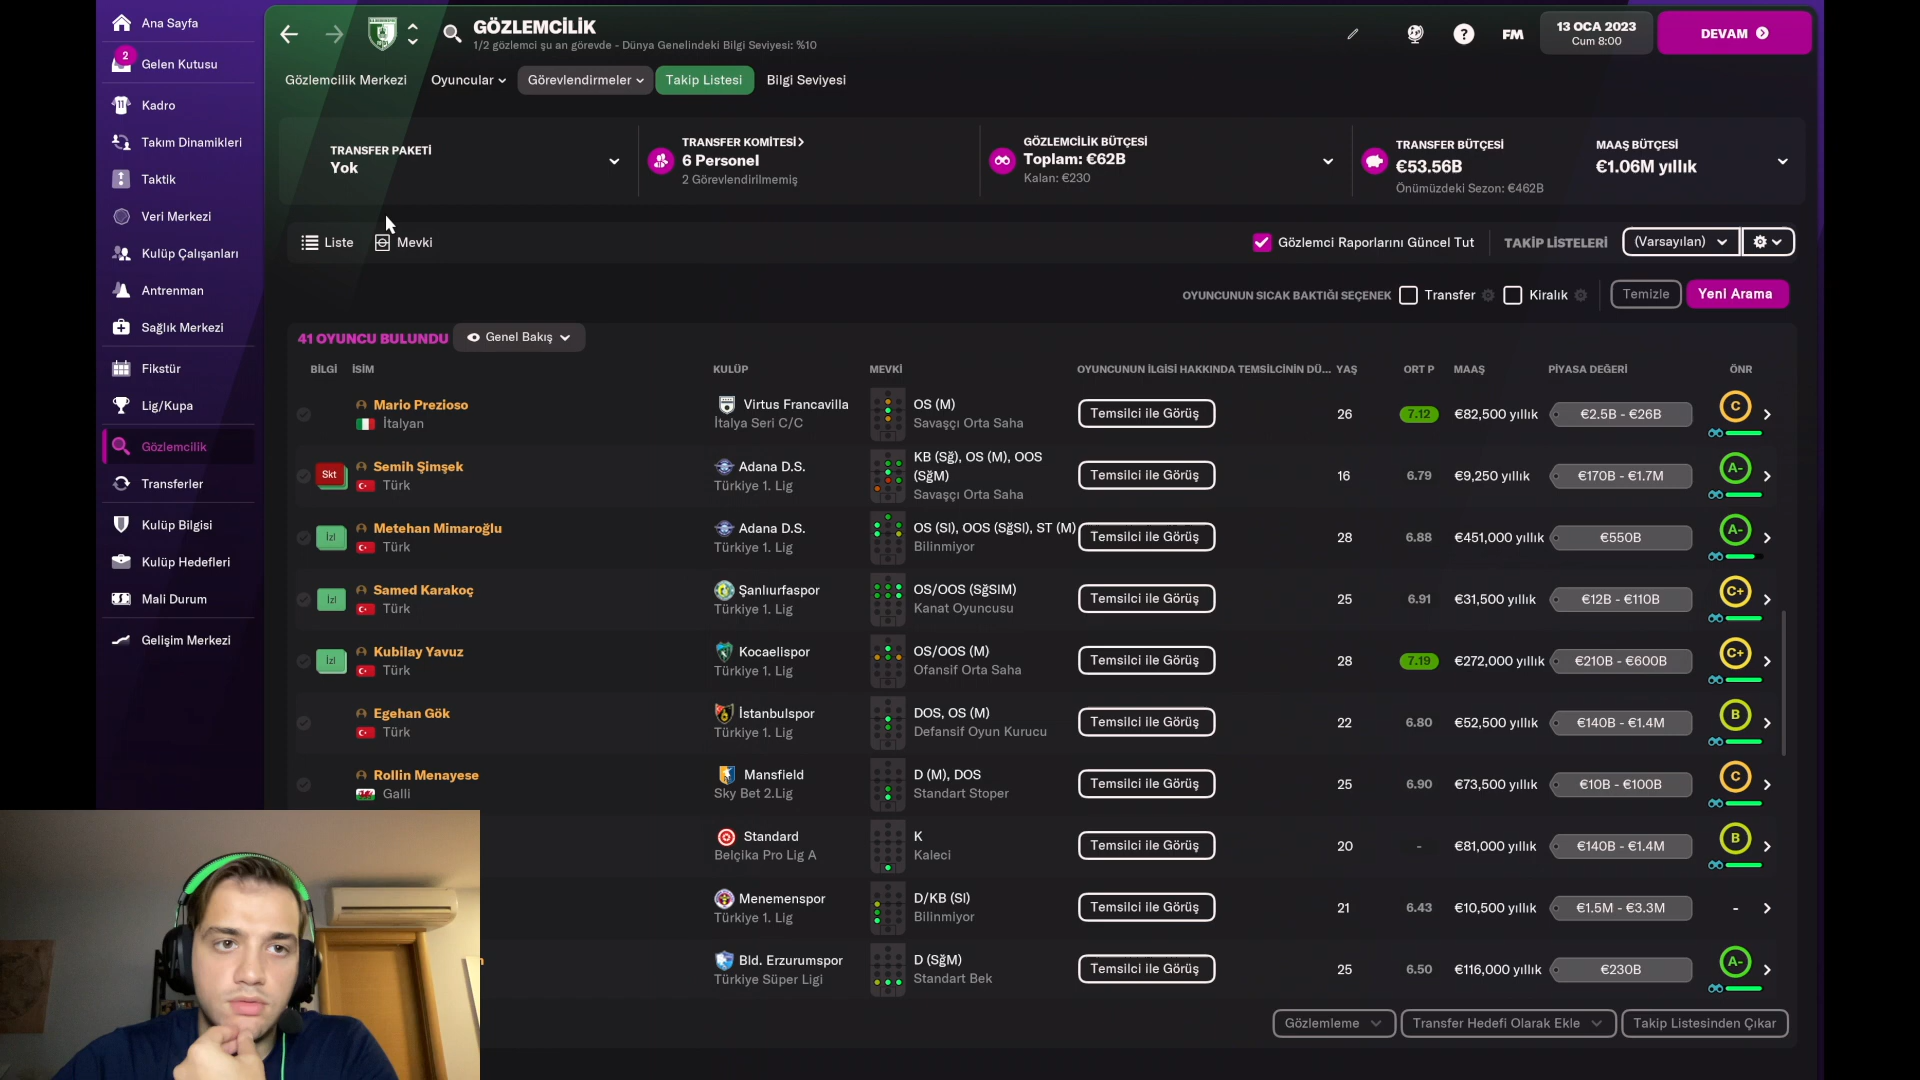 Ana Sayfa
2
Gelen Kutusu
Kadro
Takım Dinamikleri
Taktik
Veri Merkezi
Kulüp Çalışanları
Antrenman
Sağlık Merkezi
Fikstür
Lig/Kupa
Gözlemcilik
Transferler
Kulüp Bilgisi
Kulüp Hedefleri
Mali Durum
Gelişim Merkezi
GÖZLEMCİLİK
1/2 gözlemci şu an görevde - Dünya Genelindeki Bilgi Seviyesi: %10
FM
13 OCA 2023
Cum 8:00
DEVAM
Gözlemcilik Merkezi Oyuncular Görevlendirmeler Takip Listesi Bilgi Seviyesi
TRANSFER PAKETİ
Yok
TRANSFER KOMİTESİ>
6 Personel
2 Görevlendirilmemiş
GÖZLEMCİLİK BÜTÇESİ
Toplam: €62B
Kalan: €230
TRANSFER BÜTÇESİ
€53.56B
Önümüzdeki Sezon: €462B
MAAŞ BÜTÇESİ
€1.06M yıllık
Liste Mevki Gözlemci Raporlarını Güncel Tut TAKİP LİSTELERİ (Varsayılan)
OYUNCUNUN SICAK BAKTIĞI SEÇENEK Transfer Kiralık Temizle Yeni Arama
41 OYUNCU BULUNDU Genel Bakış
BİLGİ İSİM KULÜP MEVKİ OYUNCUNUN İLGİSİ HAKKINDA TEMSİLCİNİN DÜ... YAŞ ORT P MAAŞ PİYASA DEĞERİ ÖNR
Mario Prezioso Virtus Francavilla OS (M) Temsilci ile Görüş 26 7.12 €82,500 yıllık €2.5B - €26B C
İtalyan İtalya Seri C/C Savaşçı Orta Saha
Skt Semih Şimşek Adana D.S. KB (Sğ), OS (M), OOS (SğM) Temsilci ile Görüş 16 6.79 €9,250 yıllık €170B - €1.7M A-
Türk Türkiye 1. Lig Savaşçı Orta Saha
İzl Metehan Mimaroğlu Adana D.S. OS (Sl), OOS (SğSl), ST (M) Temsilci ile Görüş 28 6.88 €451,000 yıllık €550B A-
Türk Türkiye 1. Lig Bilinmiyor
İzl Samed Karakoç Şanlıurfaspor OS/OOS (SğSlM) Temsilci ile Görüş 25 6.91 €31,500 yıllık €12B - €110B C+
Türk Türkiye 1. Lig Kanat Oyuncusu
İzl Kubilay Yavuz Kocaelispor OS/OOS (M) Temsilci ile Görüş 28 7.19 €272,000 yıllık €210B - €600B C+
Türk Türkiye 1. Lig Ofansif Orta Saha
Egehan Gök İstanbulspor DOS, OS (M) Temsilci ile Görüş 22 6.80 €52,500 yıllık €140B - €1.4M B
Türk Türkiye 1. Lig Defansif Oyun Kurucu
Rollin Menayese Mansfield D (M), DOS Temsilci ile Görüş 25 6.90 €73,500 yıllık €10B - €100B C
Galli Sky Bet 2.Lig Standart Stoper
Standard K Temsilci ile Görüş 20 - €81,000 yıllık €140B - €1.4M B
Belçika Pro Lig A Kaleci
Menemenspor D/KB (Sl) Temsilci ile Görüş 21 6.43 €10,500 yıllık €1.5M - €3.3M -
Türkiye 1. Lig Bilinmiyor
Bld. Erzurumspor D (SğM) Temsilci ile Görüş 25 6.50 €116,000 yıllık €230B A-
Türkiye Süper Ligi Standart Bek
Gözlemleme Transfer Hedefi Olarak Ekle Takip Listesinden Çıkar